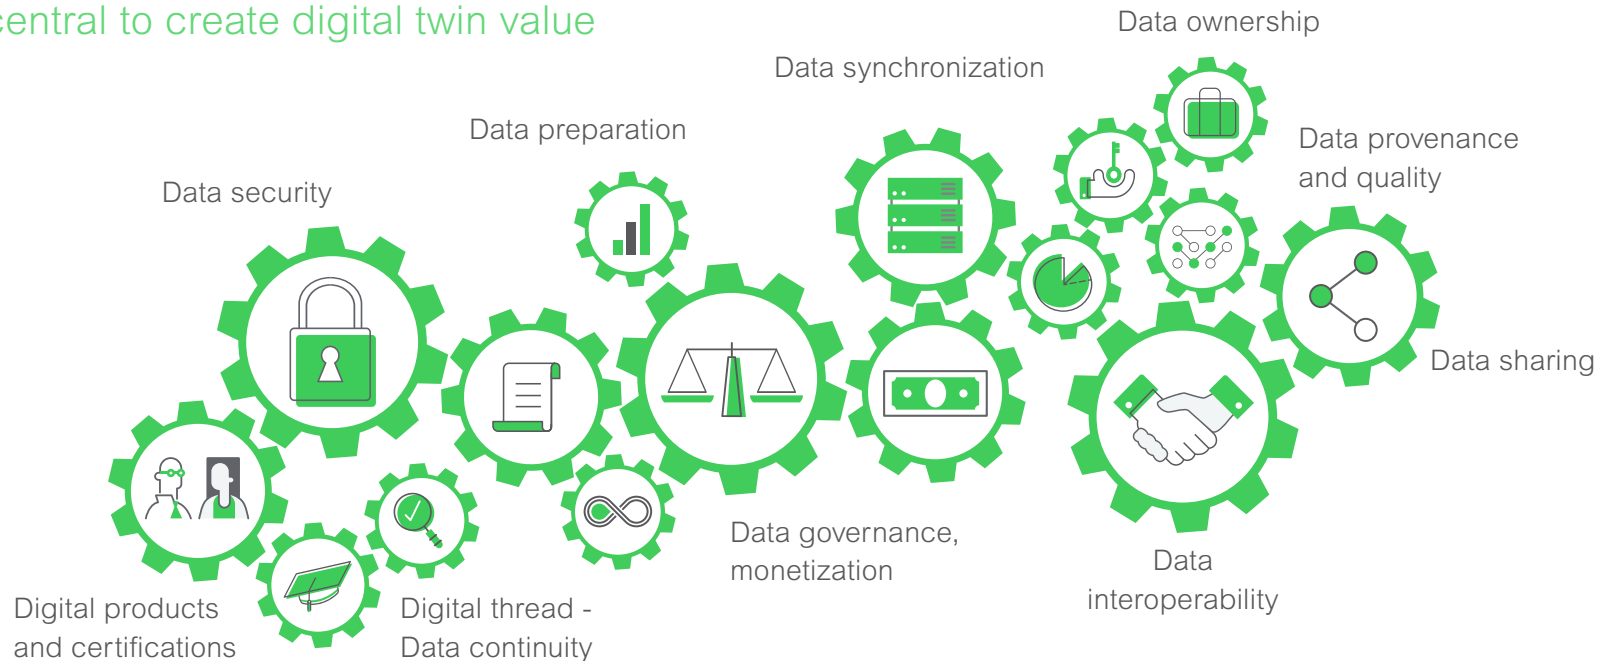 central to create digital twin value
Data ownership
Data synchronization
Data preparation
Data provenance
and quality
Data security
Data sharing
Data governance,
monetization
Data
interoperability
Digital products
and certifications
Digital thread -
Data continuity